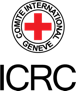 COMITE INTERNATIONAL
GENEVE
ICRC